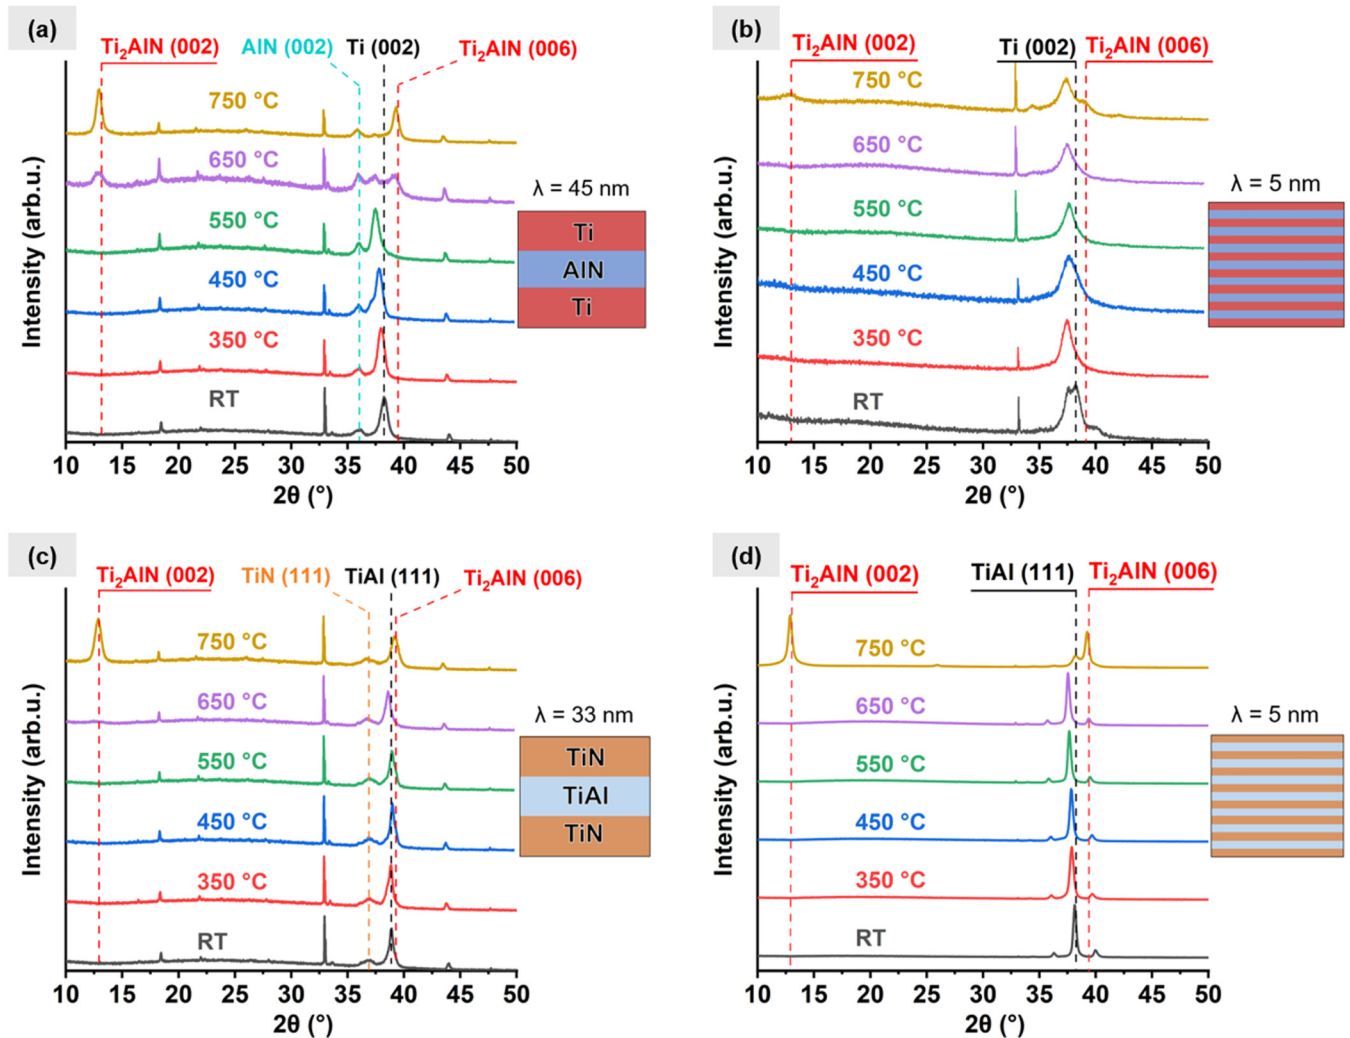 (a)
Ti₂AlN (002) AlN (002) Ti (002) Ti₂AlN (006)
750 °C
650 °C
550 °C
450 °C
350 °C
RT
Intensity (arb.u.)
10 15 20 25 30 35 40 45 50
2θ (°)
λ = 45 nm
Ti
AlN
Ti
(b)
Ti₂AlN (002) Ti (002) Ti₂AlN (006)
750 °C
650 °C
550 °C
450 °C
350 °C
RT
Intensity (arb.u.)
10 15 20 25 30 35 40 45 50
2θ (°)
λ = 5 nm
(c)
Ti₂AlN (002) TiN (111) TiAl (111) Ti₂AlN (006)
750 °C
650 °C
550 °C
450 °C
350 °C
RT
Intensity (arb.u.)
10 15 20 25 30 35 40 45 50
2θ (°)
λ = 33 nm
TiN
TiAl
TiN
(d)
Ti₂AlN (002) TiAl (111) Ti₂AlN (006)
750 °C
650 °C
550 °C
450 °C
350 °C
RT
Intensity (arb.u.)
10 15 20 25 30 35 40 45 50
2θ (°)
λ = 5 nm